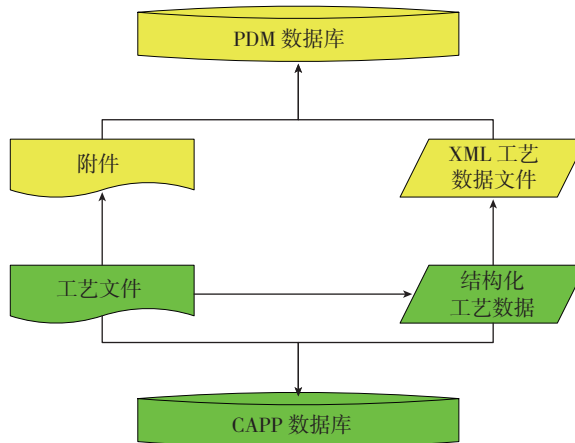 PDM 数据库
附件
XML 工艺
数据文件
工艺文件
结构化
工艺数据
CAPP 数据库